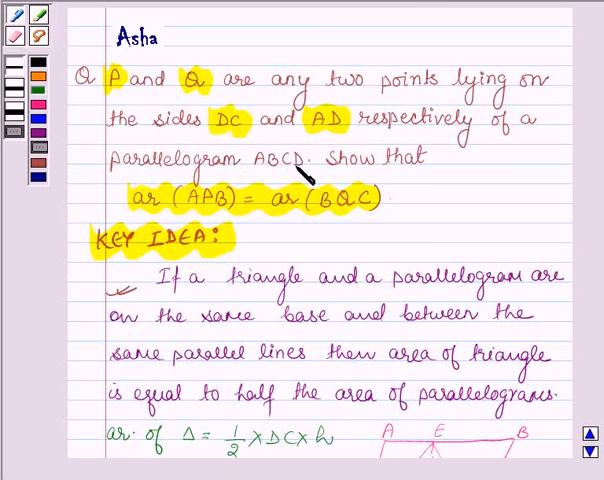 Asha
Q P and Q are any two points lying on
the sides DC and AD respectively of a
parallelogram ABCD. Show that
ar (APB) = ar (BQC)
KEY IDEA:
If a triangle and a parallelogram are
on the same base and between the
same parallel lines then area of triangle
is equal to half the area of parallelograms.
ar. of Δ = 1/2 × DC × h
A E B